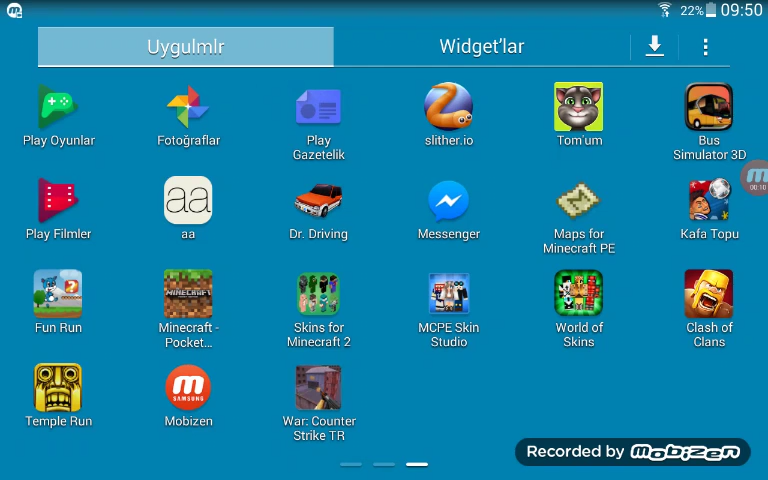 22% 09:50
Uygulmlr
Widget'lar
Play Oyunlar
Fotoğraflar
Play
Gazetelik
slither.io
Tom'um
Bus
Simulator 3D
Play Filmler
aa
aa
Dr. Driving
Messenger
Maps for
Minecraft PE
Kafa Topu
00:10
Fun Run
MINECRAFT
Minecraft -
Pocket...
Skins for
Minecraft 2
MCPE Skin
Studio
World of
Skins
Clash of
Clans
Temple Run
m
SAMSUNG
Mobizen
War: Counter
Strike TR
Recorded by mobizen